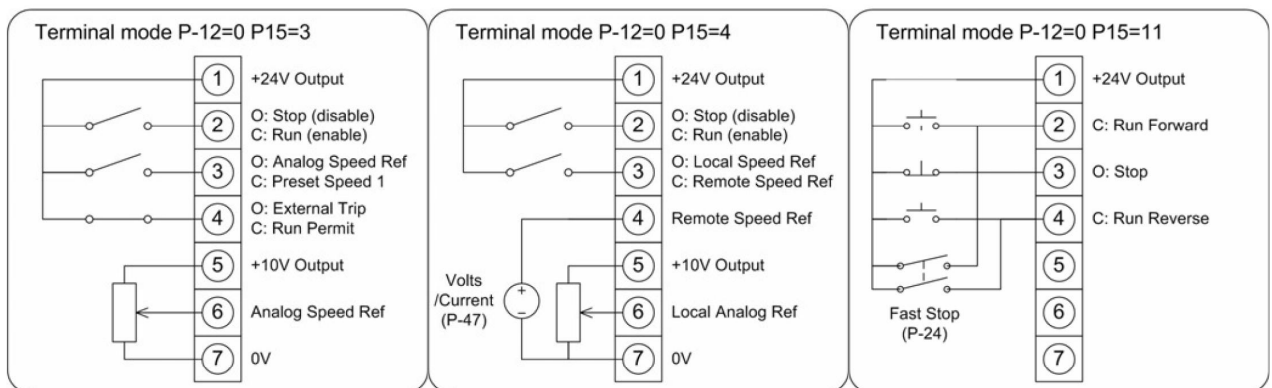 Terminal mode P-12=0 P15=3
1
+24V Output
2
O: Stop (disable)
C: Run (enable)
3
O: Analog Speed Ref
C: Preset Speed 1
4
O: External Trip
C: Run Permit
5
+10V Output
6
Analog Speed Ref
7
0V
Terminal mode P-12=0 P15=4
1
+24V Output
2
O: Stop (disable)
C: Run (enable)
3
O: Local Speed Ref
C: Remote Speed Ref
4
Remote Speed Ref
5
+10V Output
Volts
/Current
(P-47)
+
−
6
Local Analog Ref
7
0V
Terminal mode P-12=0 P15=11
1
+24V Output
2
C: Run Forward
3
O: Stop
4
C: Run Reverse
5
Fast Stop
(P-24)
6
7